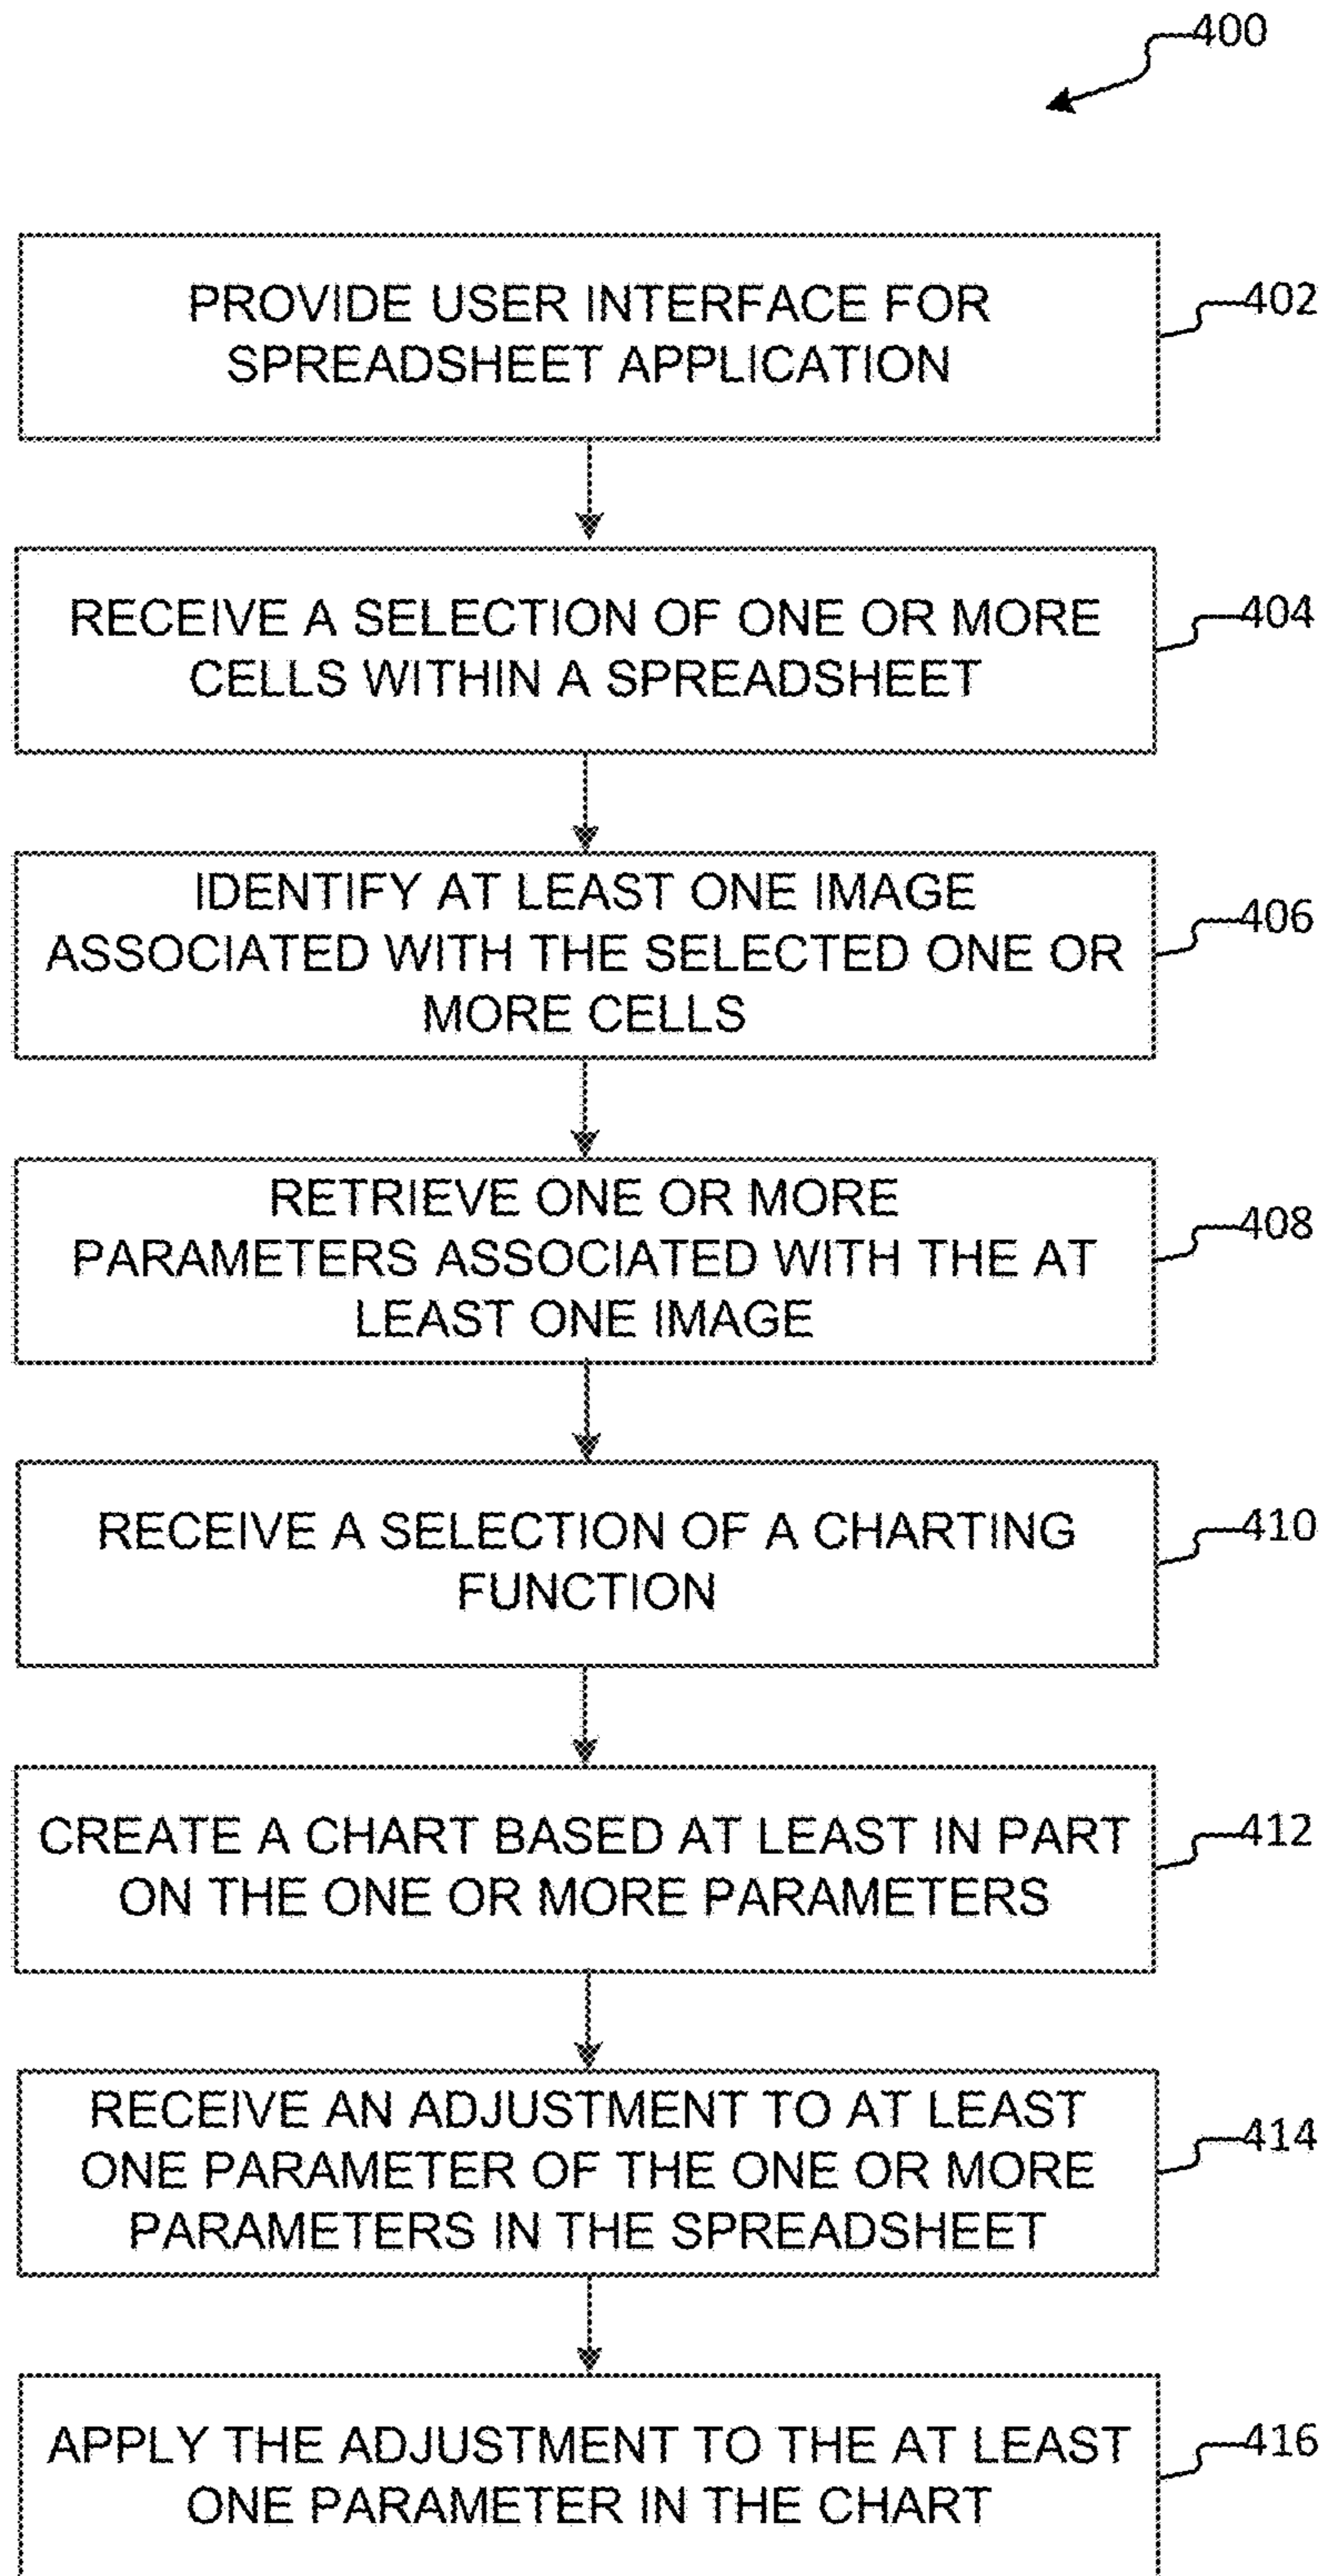 400
PROVIDE USER INTERFACE FOR
SPREADSHEET APPLICATION
402
RECEIVE A SELECTION OF ONE OR MORE
CELLS WITHIN A SPREADSHEET
404
IDENTIFY AT LEAST ONE IMAGE
ASSOCIATED WITH THE SELECTED ONE OR
MORE CELLS
406
RETRIEVE ONE OR MORE
PARAMETERS ASSOCIATED WITH THE AT
LEAST ONE IMAGE
408
RECEIVE A SELECTION OF A CHARTING
FUNCTION
410
CREATE A CHART BASED AT LEAST IN PART
ON THE ONE OR MORE PARAMETERS
412
RECEIVE AN ADJUSTMENT TO AT LEAST
ONE PARAMETER OF THE ONE OR MORE
PARAMETERS IN THE SPREADSHEET
414
APPLY THE ADJUSTMENT TO THE AT LEAST
ONE PARAMETER IN THE CHART
416